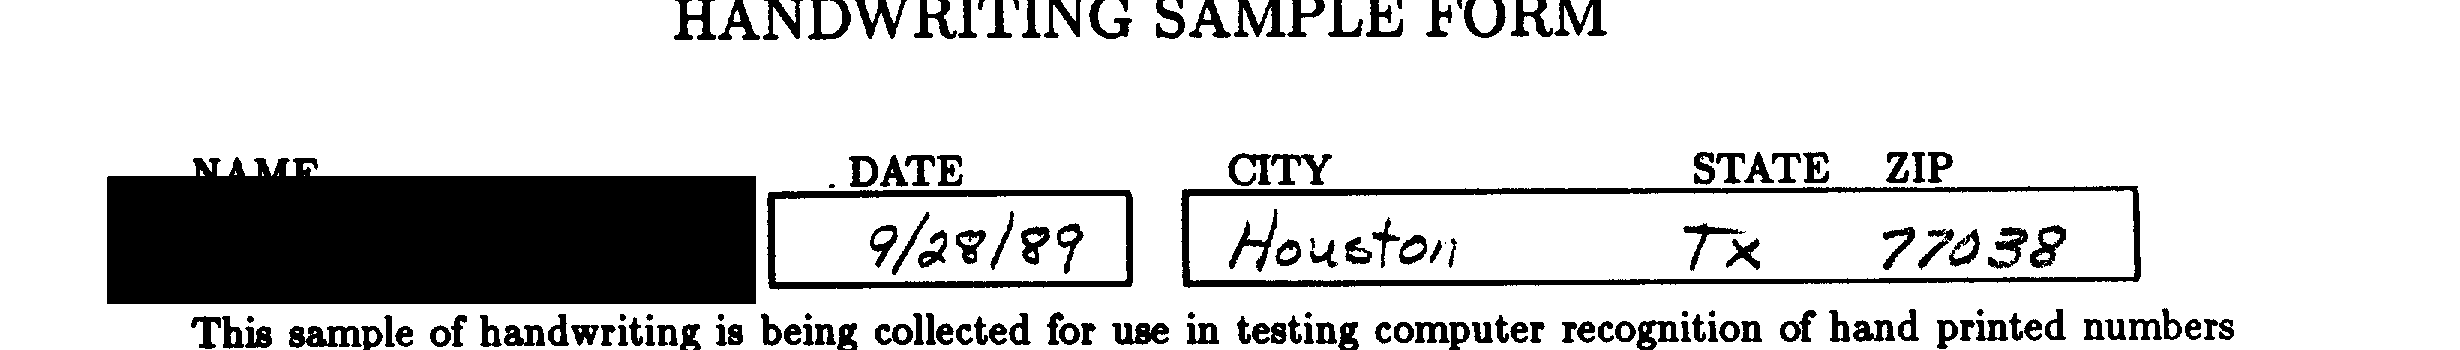 HANDWRITING SAMPLE FORM
NAME DATE CITY STATE ZIP
9/28/89 Houston Tx 77038
This sample of handwriting is being collected for use in testing computer recognition of hand printed numbers